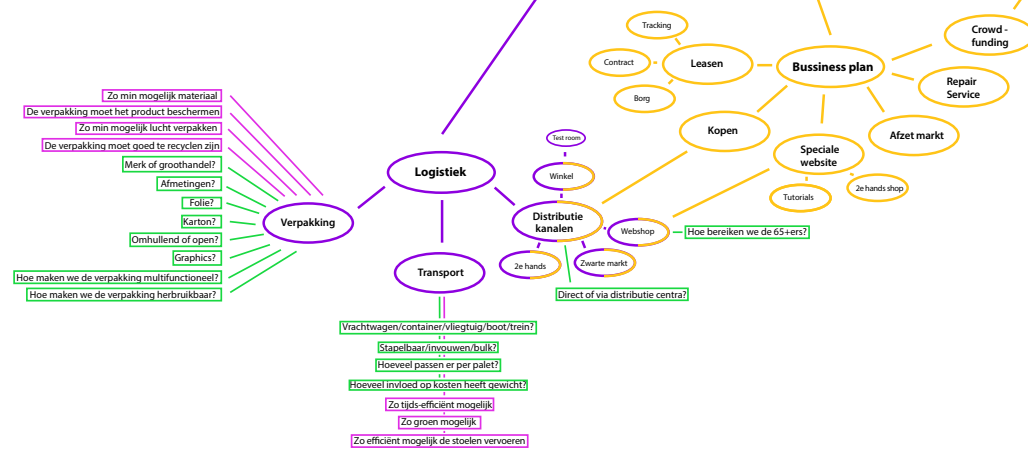 Crowd -
funding
Tracking
Contract
Leasen
Borg
Bussiness plan
Repair
Service
Kopen
Afzet markt
Speciale
website
Tutorials
2e hands shop
Zo min mogelijk materiaal
De verpakking moet het product beschermen
Zo min mogelijk lucht verpakken
De verpakking moet goed te recyclen zijn
Merk of groothandel?
Afmetingen?
Folie?
Karton?
Omhullend of open?
Graphics?
Hoe maken we de verpakking multifunctioneel?
Hoe maken we de verpakking herbruikbaar?
Verpakking
Logistiek
Test room
Winkel
Distributie
kanalen
Webshop
Hoe bereiken we de 65+ers?
2e hands
Zwarte markt
Direct of via distributie centra?
Transport
Vrachtwagen/container/vliegtuig/boot/trein?
Stapelbaar/invouwen/bulk?
Hoeveel passen er per palet?
Hoeveel invloed op kosten heeft gewicht?
Zo tijds-efficiënt mogelijk
Zo groen mogelijk
Zo efficiënt mogelijk de stoelen vervoeren